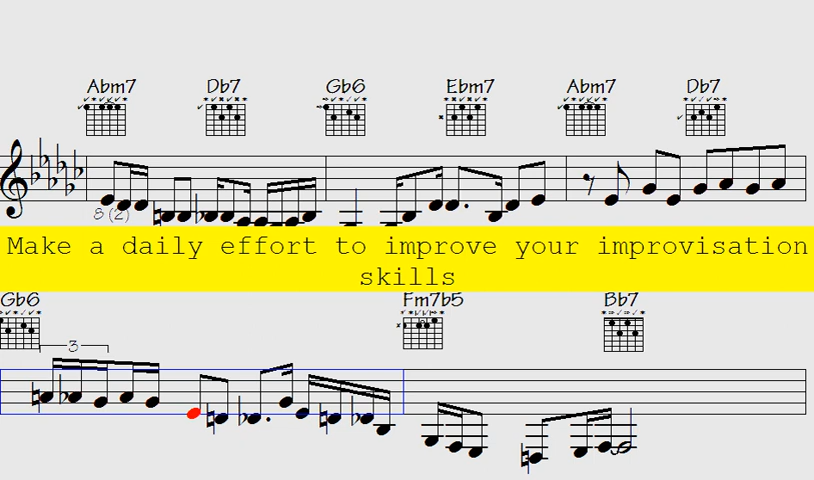 Abm7 Db7 Gb6 Ebm7 Abm7 Db7
8 (2)
Make a daily effort to improve your improvisation
skills
Gb6 Fm7b5 Bb7
3